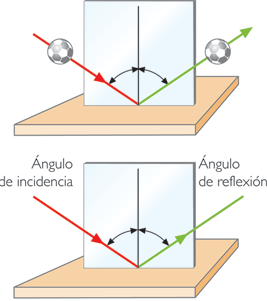 Ángulo
de incidencia
Ángulo
de reflexión